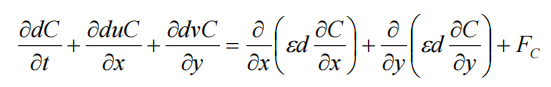 ∂dC/∂t + ∂duC/∂x + ∂dvC/∂y = ∂/∂x (εd ∂C/∂x) + ∂/∂y (εd ∂C/∂y) + F_C